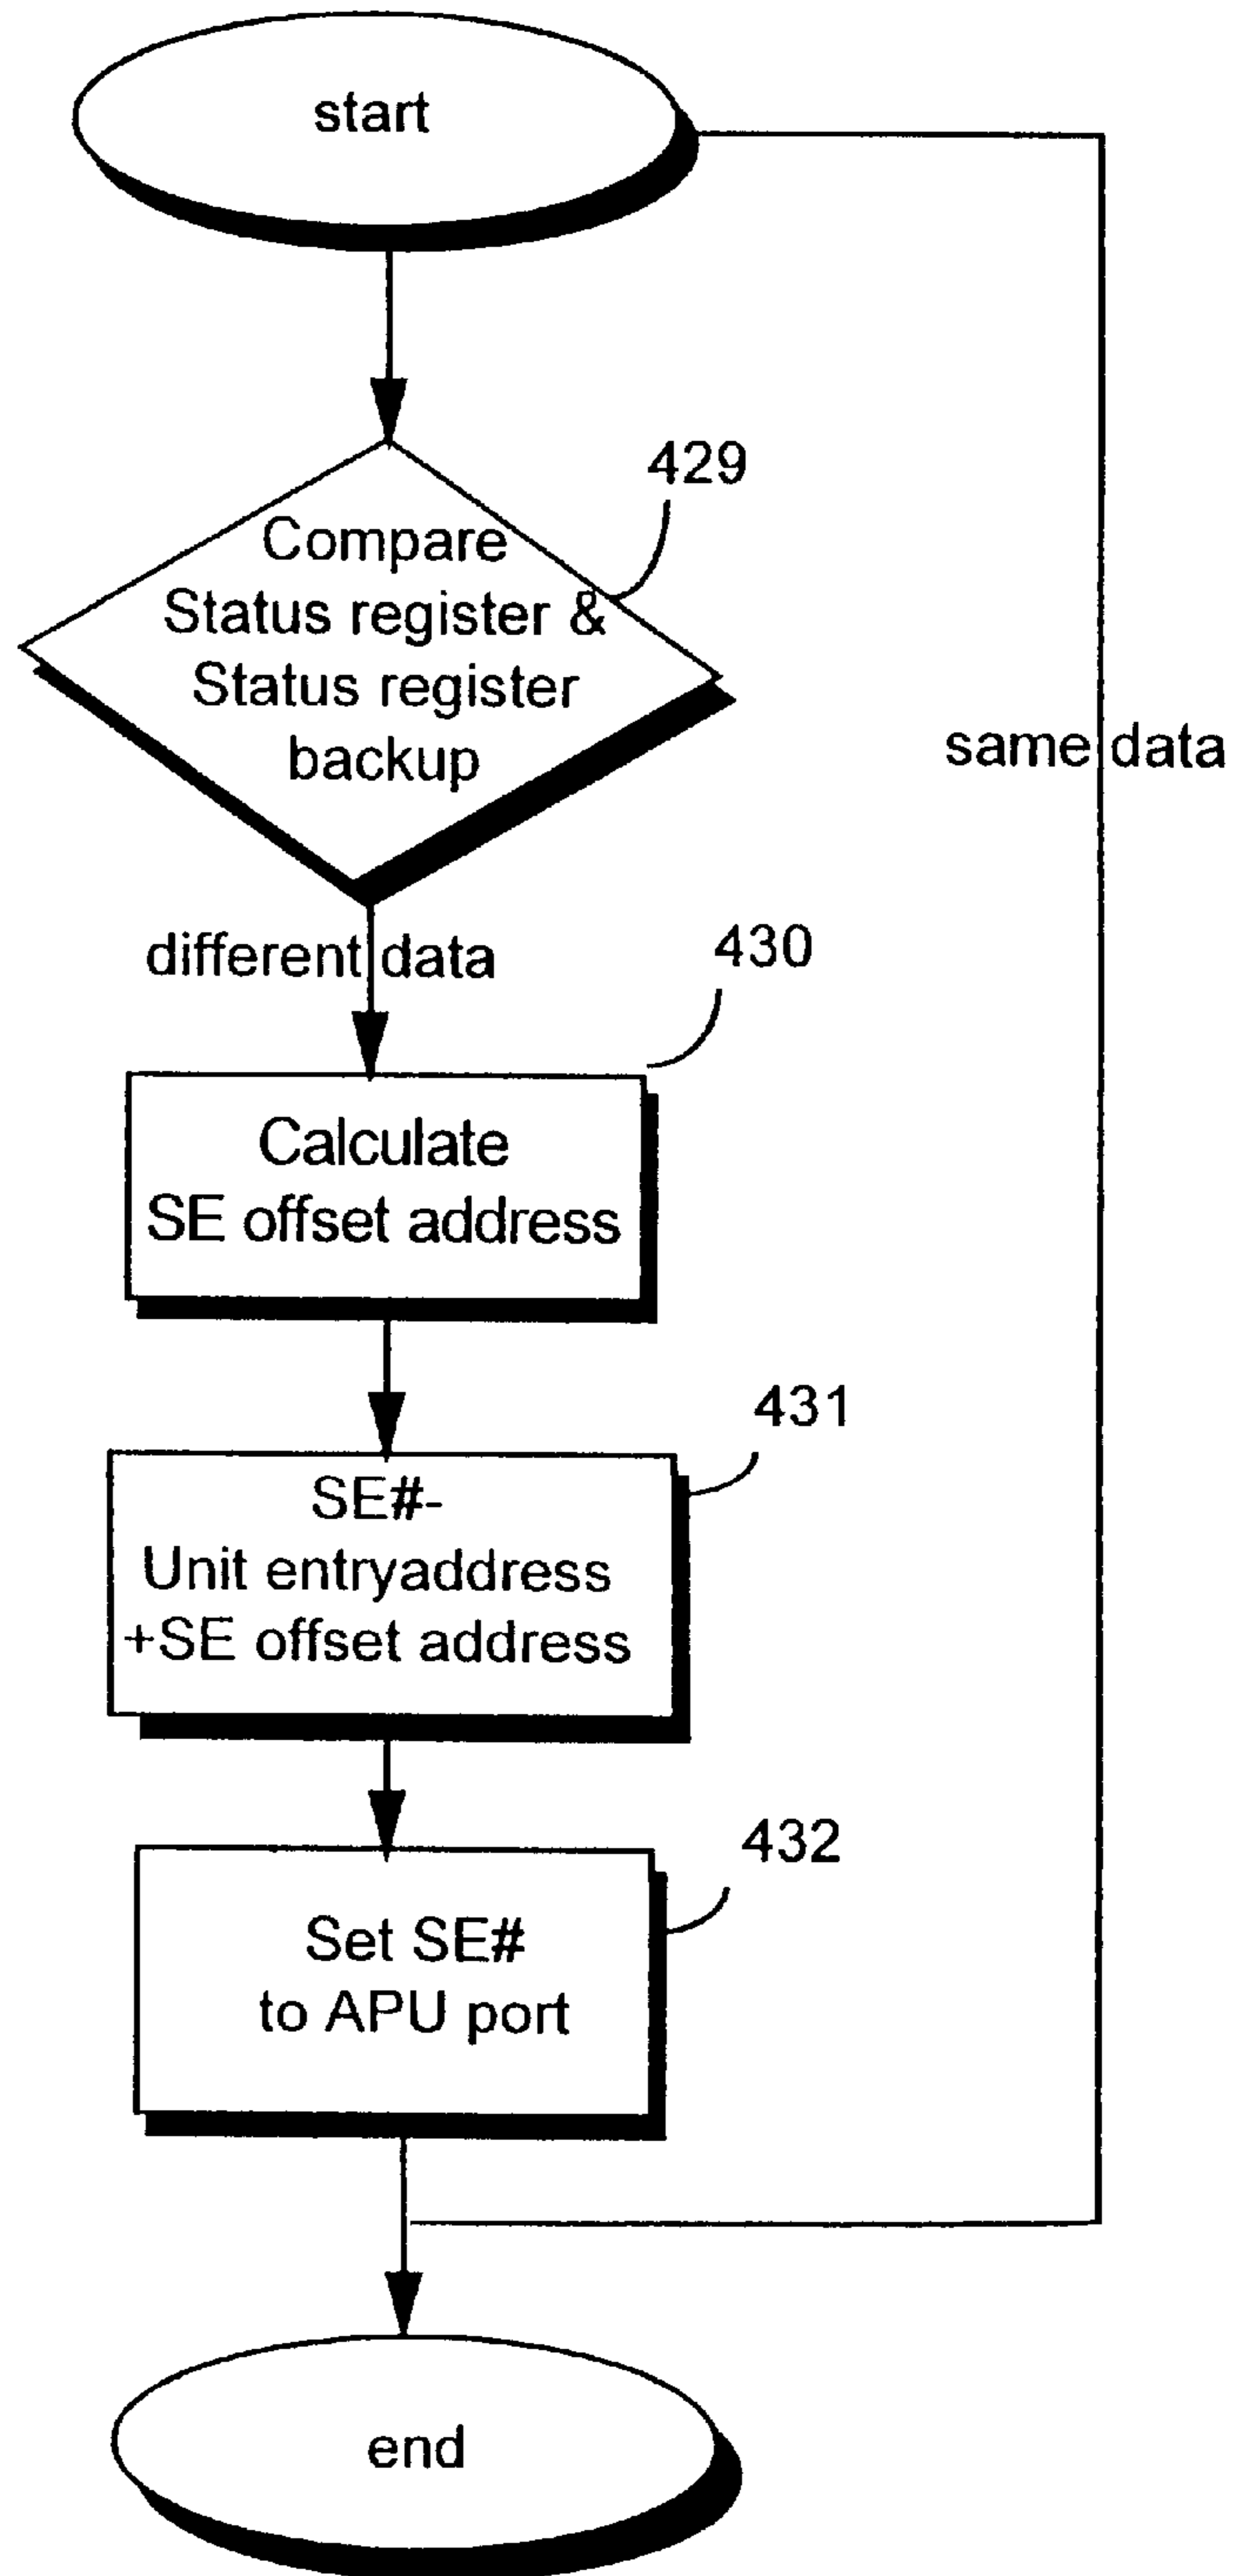 start
429
Compare
Status register &
Status register
backup
same data
different data
430
Calculate
SE offset address
431
SE#-
Unit entryaddress
+SE offset address
432
Set SE#
to APU port
end